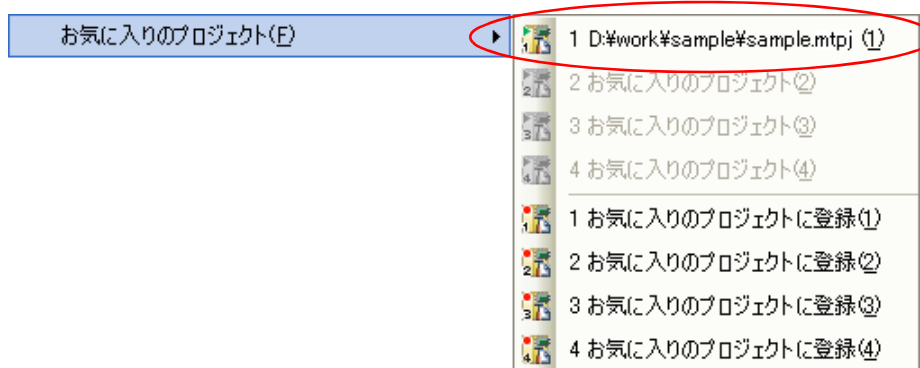 お気に入りのプロジェクト(F)
1 D:¥work¥sample¥sample.mtpj (1)
2 お気に入りのプロジェクト(2)
3 お気に入りのプロジェクト(3)
4 お気に入りのプロジェクト(4)
1 お気に入りのプロジェクトに登録(1)
2 お気に入りのプロジェクトに登録(2)
3 お気に入りのプロジェクトに登録(3)
4 お気に入りのプロジェクトに登録(4)